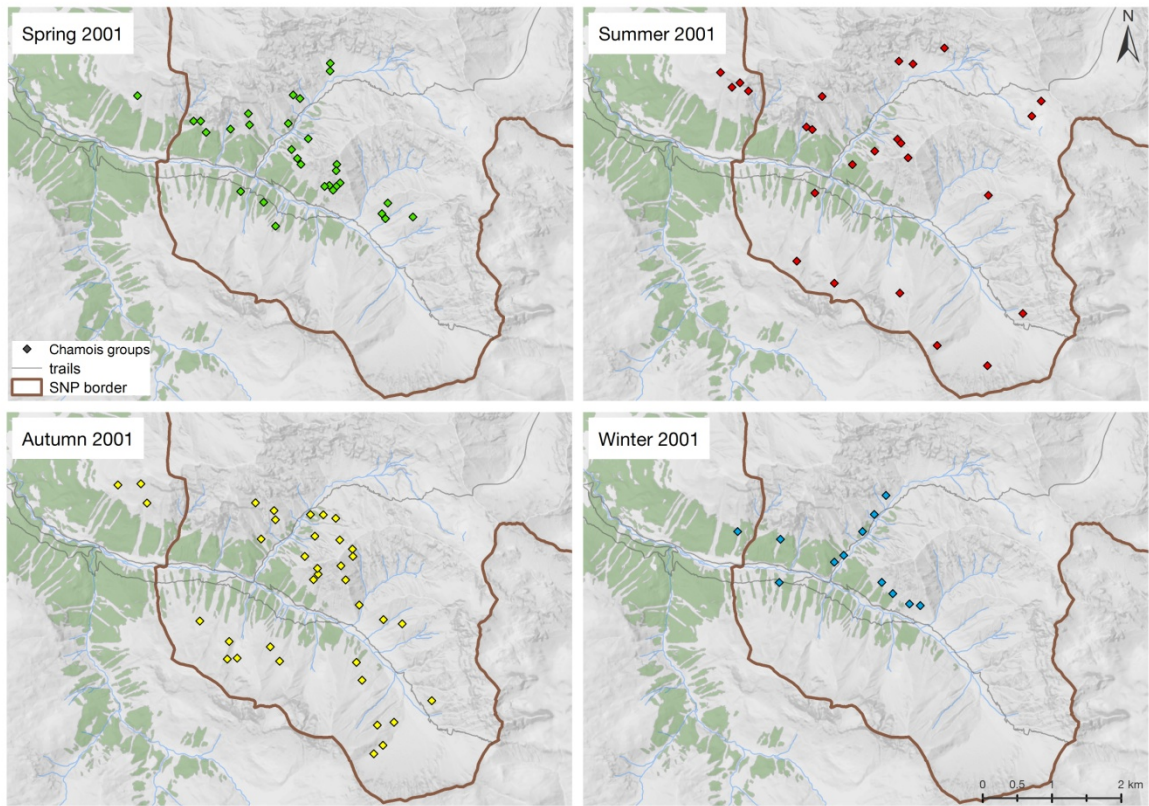 Spring 2001
Summer 2001
N
Chamois groups
trails
SNP border
Autumn 2001
Winter 2001
0 0.5 1 2 km